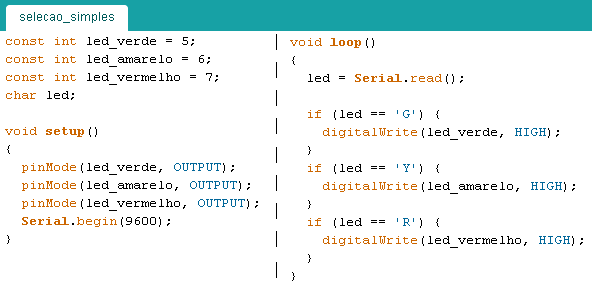 selecao_simples
const int led_verde = 5;
const int led_amarelo = 6;
const int led_vermelho = 7;
char led;
void setup()
{
pinMode(led_verde, OUTPUT);
pinMode(led_amarelo, OUTPUT);
pinMode(led_vermelho, OUTPUT);
Serial.begin(9600);
}
void loop()
{
led = Serial.read();
if (led == 'G') {
digitalWrite(led_verde, HIGH);
}
if (led == 'Y') {
digitalWrite(led_amarelo, HIGH);
}
if (led == 'R') {
digitalWrite(led_vermelho, HIGH);
}
}